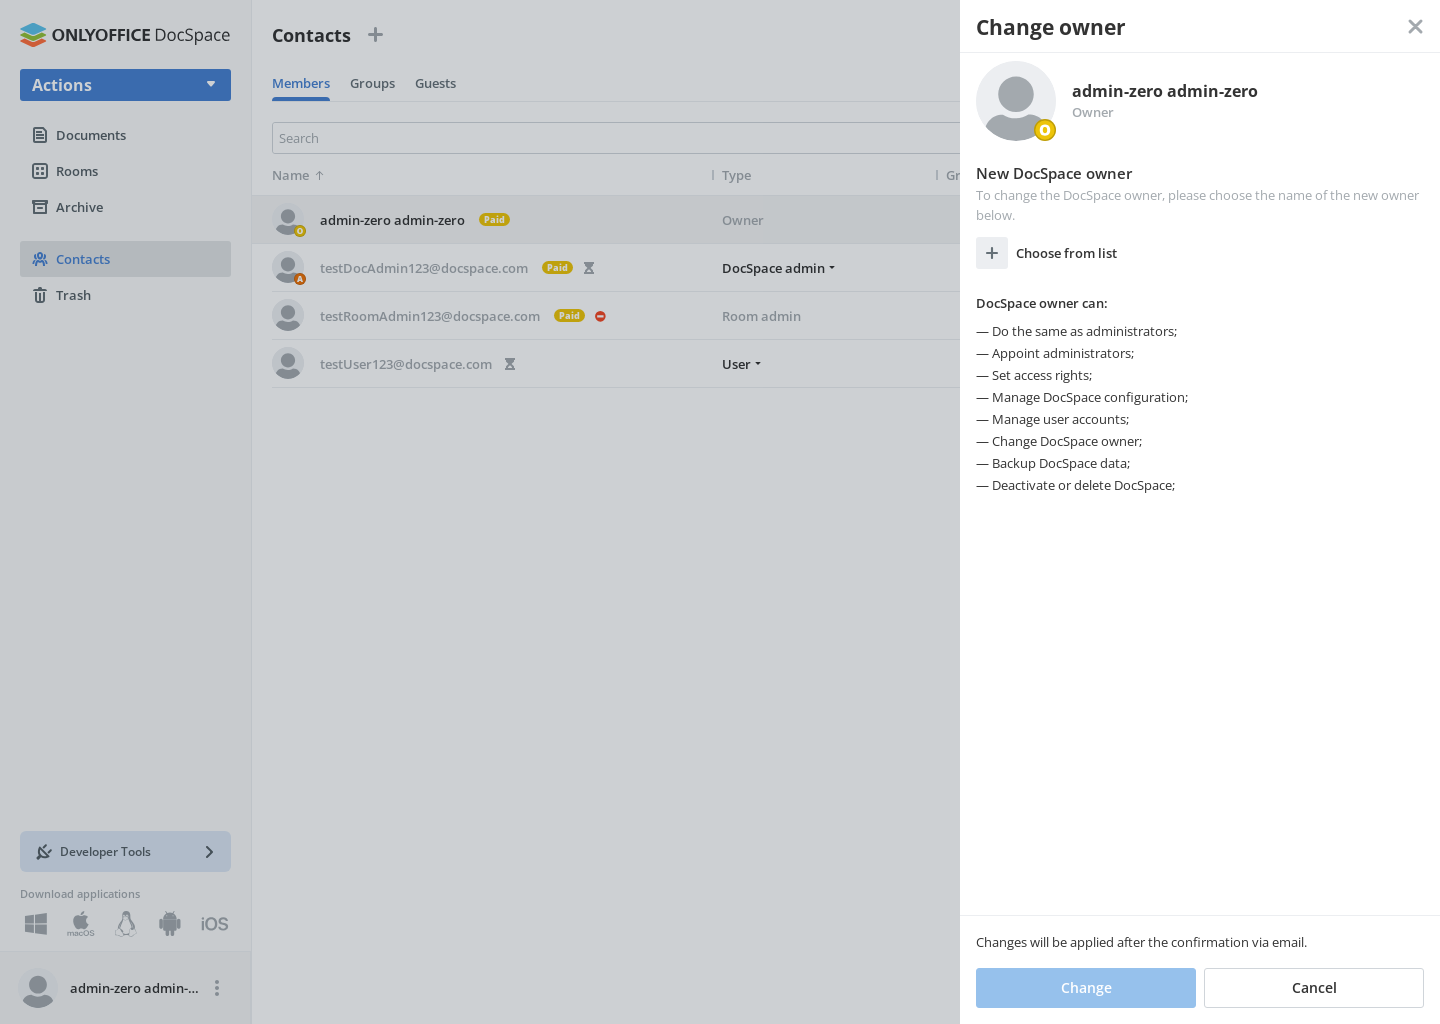 ONLYOFFICE DocSpace
Actions
Documents
Rooms
Archive
Contacts
Trash
Developer Tools
Download applications
macOS
iOS
admin-zero admin-...
Contacts
Members Groups Guests
Search
Name Type Gr
O
admin-zero admin-zero Paid Owner
A
testDocAdmin123@docspace.com Paid DocSpace admin
testRoomAdmin123@docspace.com Paid Room admin
testUser123@docspace.com User
Change owner
admin-zero admin-zero
Owner
O
New DocSpace owner
To change the DocSpace owner, please choose the name of the new owner
below.
Choose from list
DocSpace owner can:
— Do the same as administrators;
— Appoint administrators;
— Set access rights;
— Manage DocSpace configuration;
— Manage user accounts;
— Change DocSpace owner;
— Backup DocSpace data;
— Deactivate or delete DocSpace;
Changes will be applied after the confirmation via email.
Change Cancel